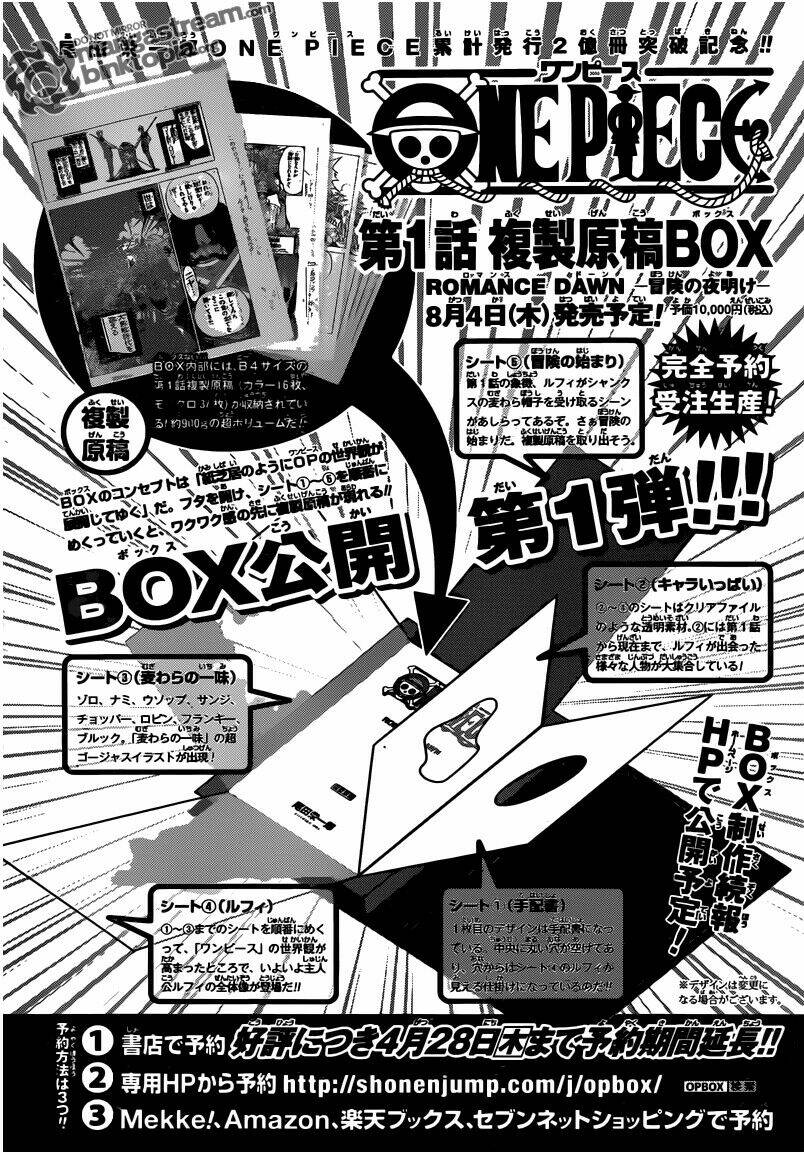 DO NOT MIRROR
mangastream.com
binktopia.com
ONE PIECE累計発行2億冊突破記念!!
ワンピース
ONE PIECE
第1話 複製原稿BOX
ROMANCE DAWN ―冒険の夜明け―
8月4日(木)発売予定! 予価10,000円(税込)
完全予約
受注生産!
複製
原稿
BOX内部には、B4サイズの
第1話複製原稿(カラー16枚、
モノクロ37枚)が収納されてい
る!約900gの超ボリュームだ!!
BOXのコンセプトは「紙芝居のようにOPの世界観が
展開してゆく」だ。フタを開け、シート①〜⑤を順番に
めくっていくと、ワクワク感の先に複製原稿が現れる!!
BOX公開
第1弾!!!
シート⑤(冒険の始まり)
第1話の象徴、ルフィがシャンク
スの麦わら帽子を受け取るシーン
があしらってあるぞ。さぁ冒険の
始まりだ。複製原稿を取り出そう。
シート②(キャラいっぱい)
②〜④のシートはクリアファイル
のような透明素材。②には第1話
から現在まで、ルフィが出会った
様々な人物が大集合している!
シート③(麦わらの一味)
ゾロ、ナミ、ウソップ、サンジ、
チョッパー、ロビン、フランキー、
ブルック。「麦わらの一味」の超
ゴージャスイラストが出現!
BOX制作続報
HPで公開予定!
尾田栄一郎
シート④(ルフィ)
①〜③までのシートを順番にめく
って、「ワンピース」の世界観が
高まったところで、いよいよ主人
公ルフィの全体像が登場だ!!
シート1(手配書)
1枚目のデザインは手配書になっ
ている。中央に丸い穴が空けてあ
り、穴からはシート④のルフィが
見える仕掛けになっているのだ!!
※デザインは変更に
なる場合がございます。
予約方法は3つ!!
① 書店で予約 好評につき4月28日(木)まで予約期間延長!!
② 専用HPから予約 http://shonenjump.com/j/opbox/ OPBOX 検索
③ Mekke!、Amazon、楽天ブックス、セブンネットショッピングで予約